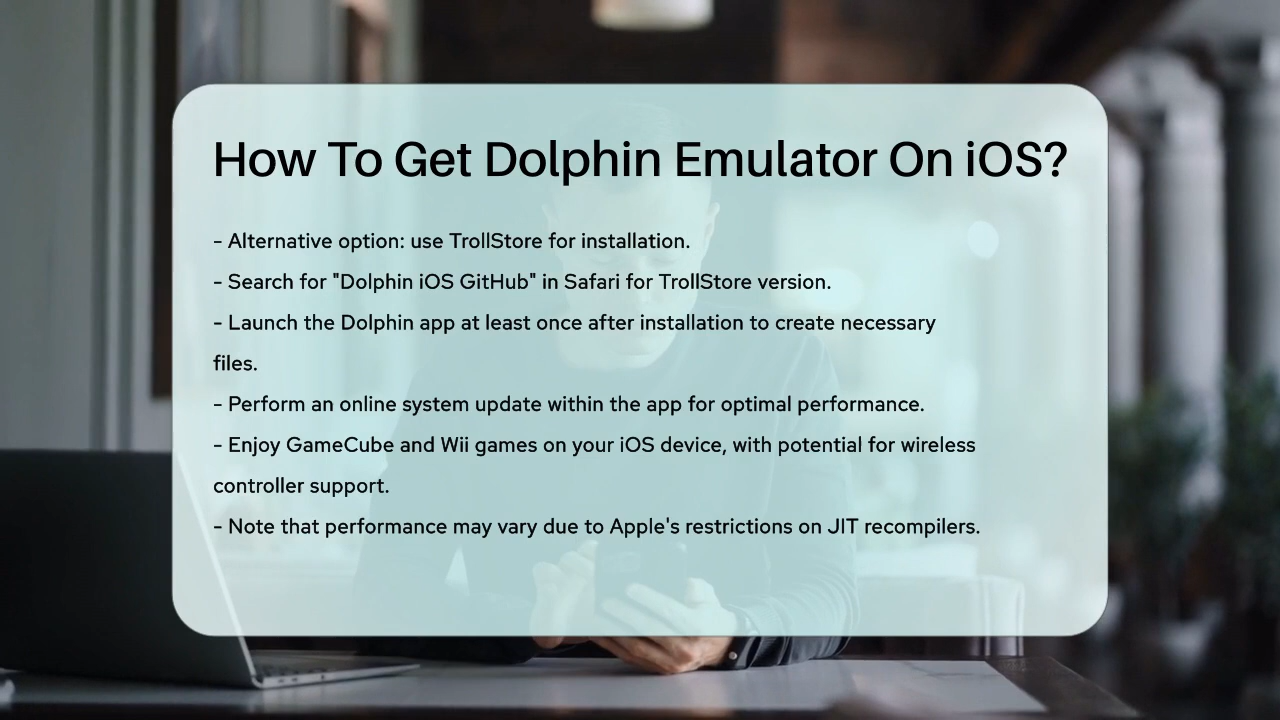 How To Get Dolphin Emulator On iOS?
- Alternative option: use TrollStore for installation.
- Search for "Dolphin iOS GitHub" in Safari for TrollStore version.
- Launch the Dolphin app at least once after installation to create necessary
files.
- Perform an online system update within the app for optimal performance.
- Enjoy GameCube and Wii games on your iOS device, with potential for wireless
controller support.
- Note that performance may vary due to Apple's restrictions on JIT recompilers.